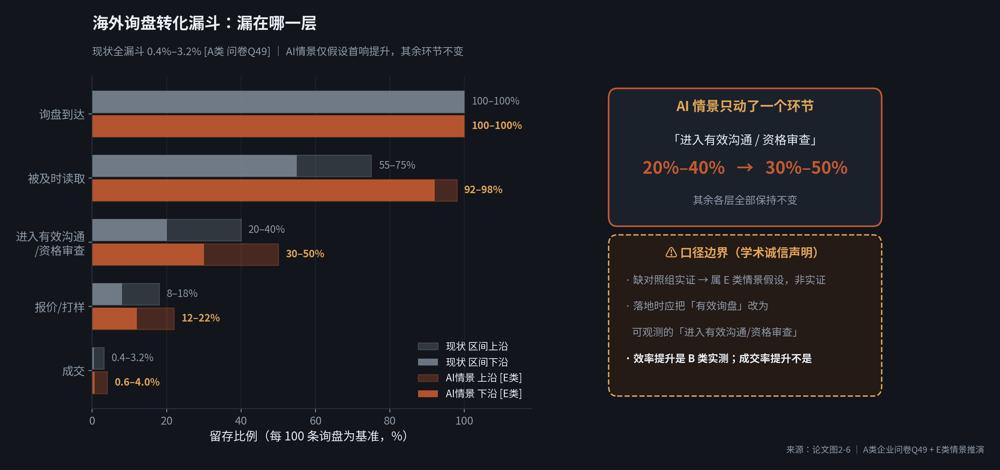 海外询盘转化漏斗：漏在哪一层
现状全漏斗 0.4%–3.2% [A类 问卷Q49] ｜ AI情景仅假设首响提升，其余环节不变
询盘到达
100–100%
100–100%
被及时读取
55–75%
92–98%
进入有效沟通
/资格审查
20–40%
30–50%
报价/打样
8–18%
12–22%
成交
0.4–3.2%
0.6–4.0%
现状 区间上沿
现状 区间下沿
AI情景 上沿 [E类]
AI情景 下沿 [E类]
0 20 40 60 80 100
留存比例（每 100 条询盘为基准，%）
AI 情景只动了一个环节
「进入有效沟通 / 资格审查」
20%–40% → 30%–50%
其余各层全部保持不变
⚠ 口径边界（学术诚信声明）
· 缺对照组实证 → 属 E 类情景假设，非实证
· 落地时应把「有效询盘」改为
可观测的「进入有效沟通/资格审查」
· 效率提升是 B 类实测；成交率提升不是
来源：论文图2-6 ｜ A类企业问卷Q49 + E类情景推演